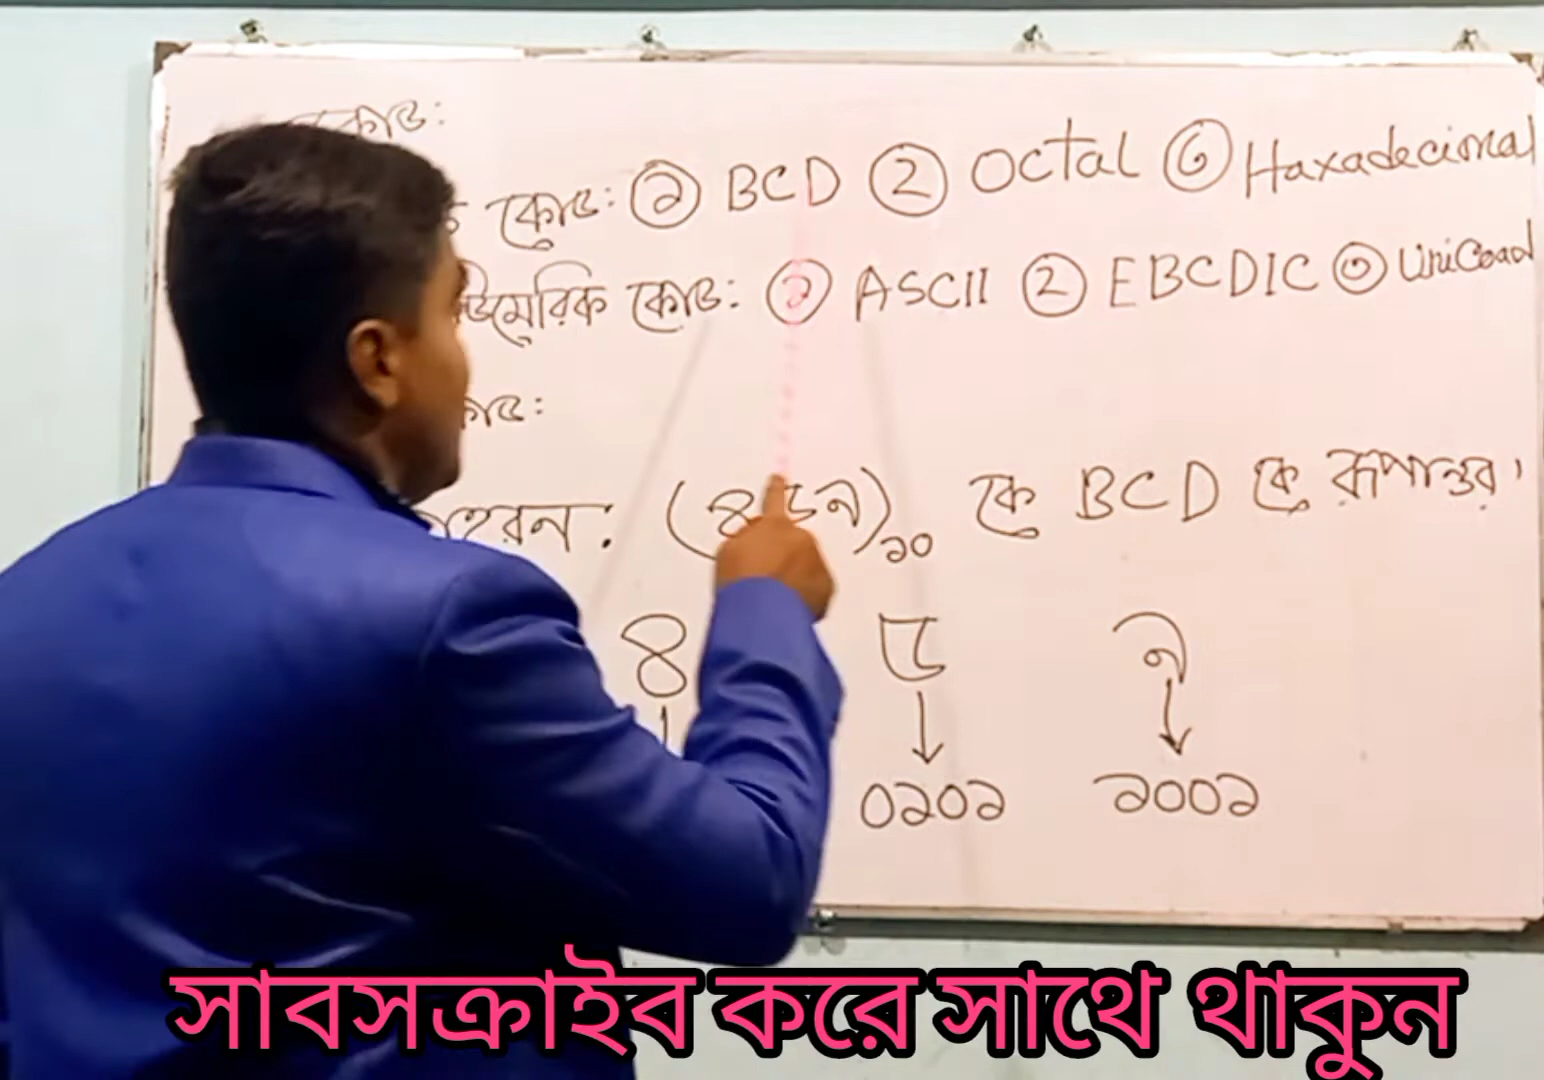 কোড:
কোড: ① BCD ② Octal ③ Haxadecimal
উমেরিক কোড: ① ASCII ② EBCDIC ③ UniCoad
কোড:
হরন: (৪৫৯)১০ কে BCD কে রূপান্তর।
৪ ৫ ৯
০১০১ ১০০১
সাবসক্রাইব করে সাথে থাকুন